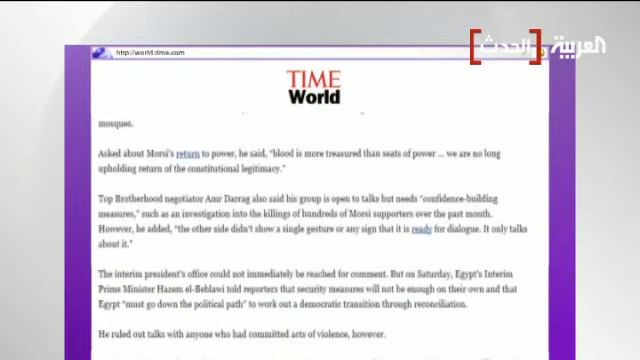 العربية
الحدث
http://world.time.com
TIME
World
mosques.
Asked about Morsi's return to power, he said, "blood is more treasured than seats of power ... we are no long
upholding return of the constitutional legitimacy."
Top Brotherhood negotiator Amr Darrag also said his group is open to talks but needs "confidence-building
measures," such as an investigation into the killings of hundreds of Morsi supporters over the past month.
However, he added, "the other side didn't show a single gesture or any sign that it is ready for dialogue. It only talks
about it."
The interim president's office could not immediately be reached for comment. But on Saturday, Egypt's Interim
Prime Minister Hazem el-Beblawi told reporters that security measures will not be enough on their own and that
Egypt "must go down the political path" to work out a democratic transition through reconciliation.
He ruled out talks with anyone who had committed acts of violence, however.